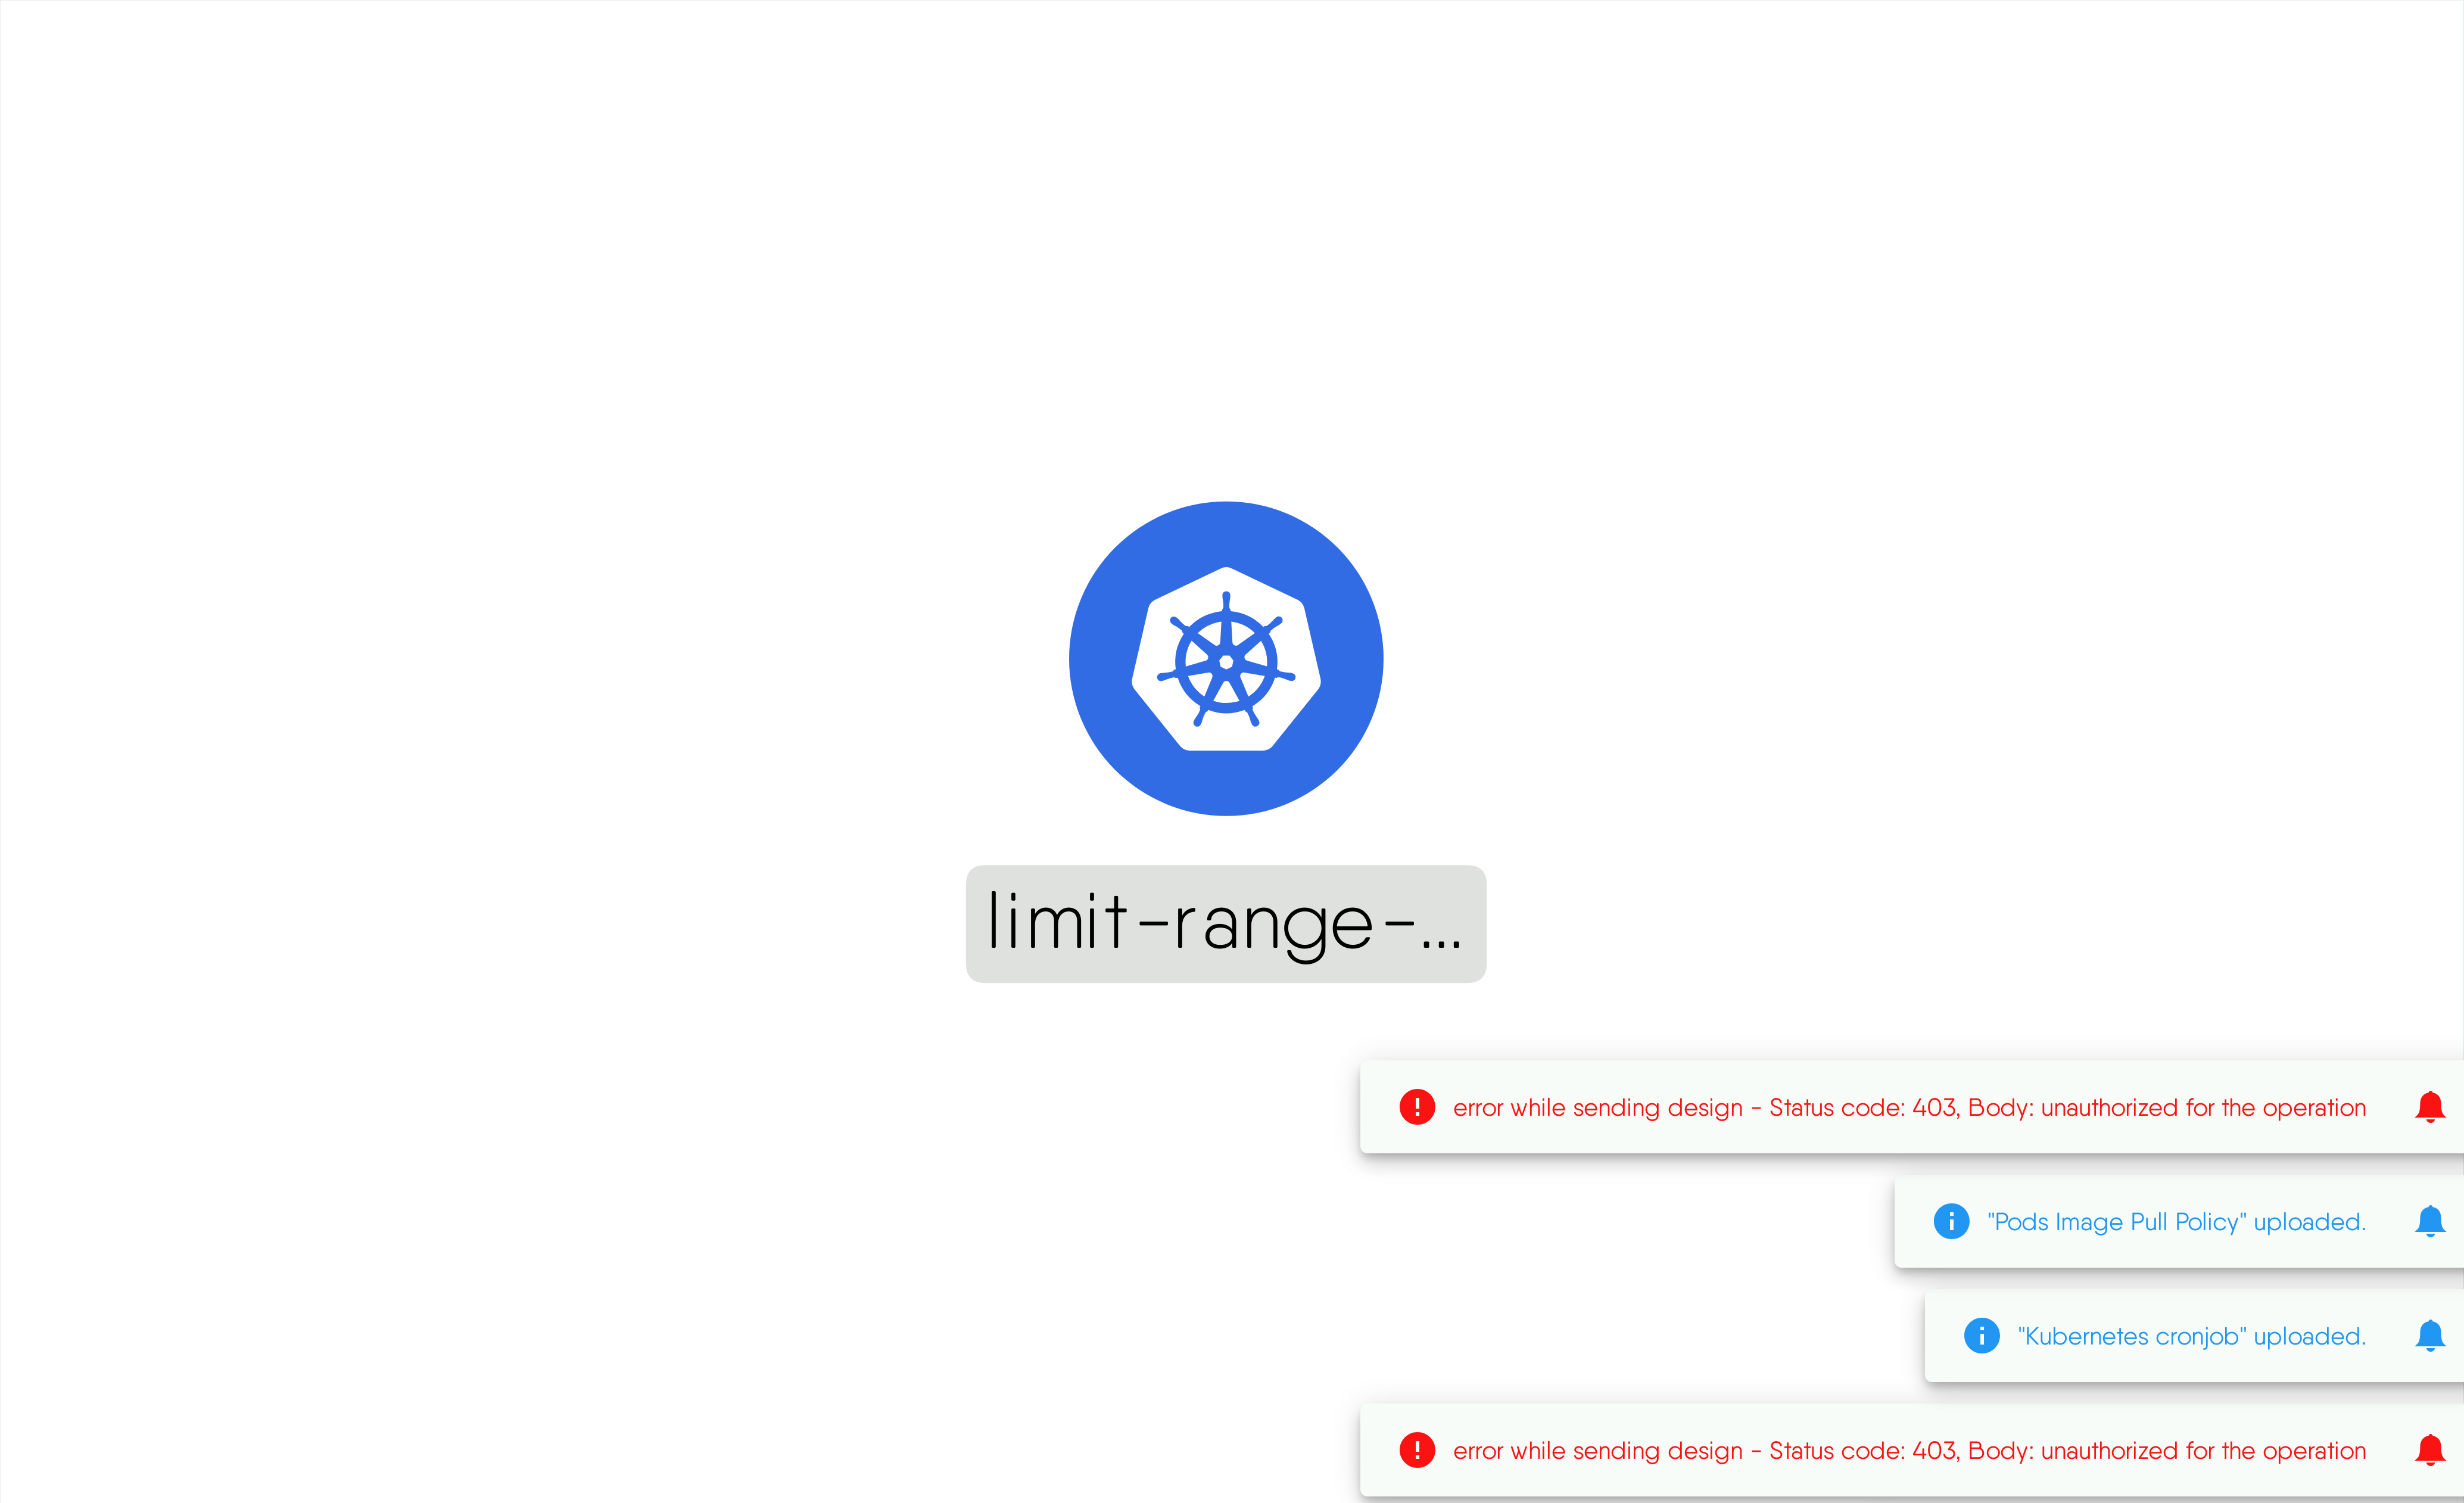 limit-range-...
error while sending design - Status code: 403, Body: unauthorized for the operation
"Pods Image Pull Policy" uploaded.
"Kubernetes cronjob" uploaded.
error while sending design - Status code: 403, Body: unauthorized for the operation